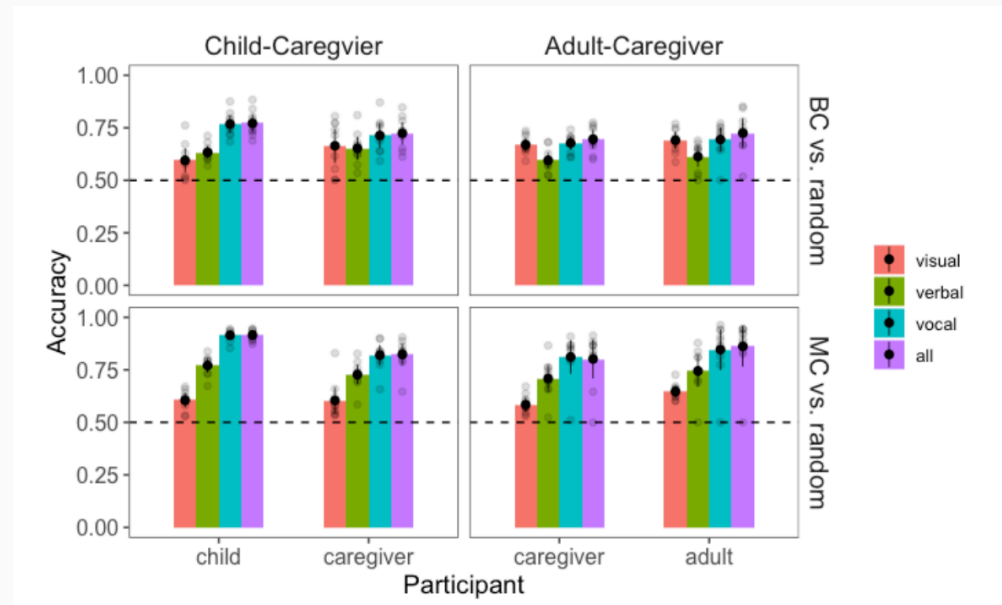 Child-Caregvier
Adult-Caregiver
1.00
0.75
0.50
0.25
0.00
BC vs. random
Accuracy
1.00
0.75
0.50
0.25
0.00
MC vs. random
child
caregiver
caregiver
adult
Participant
visual
verbal
vocal
all